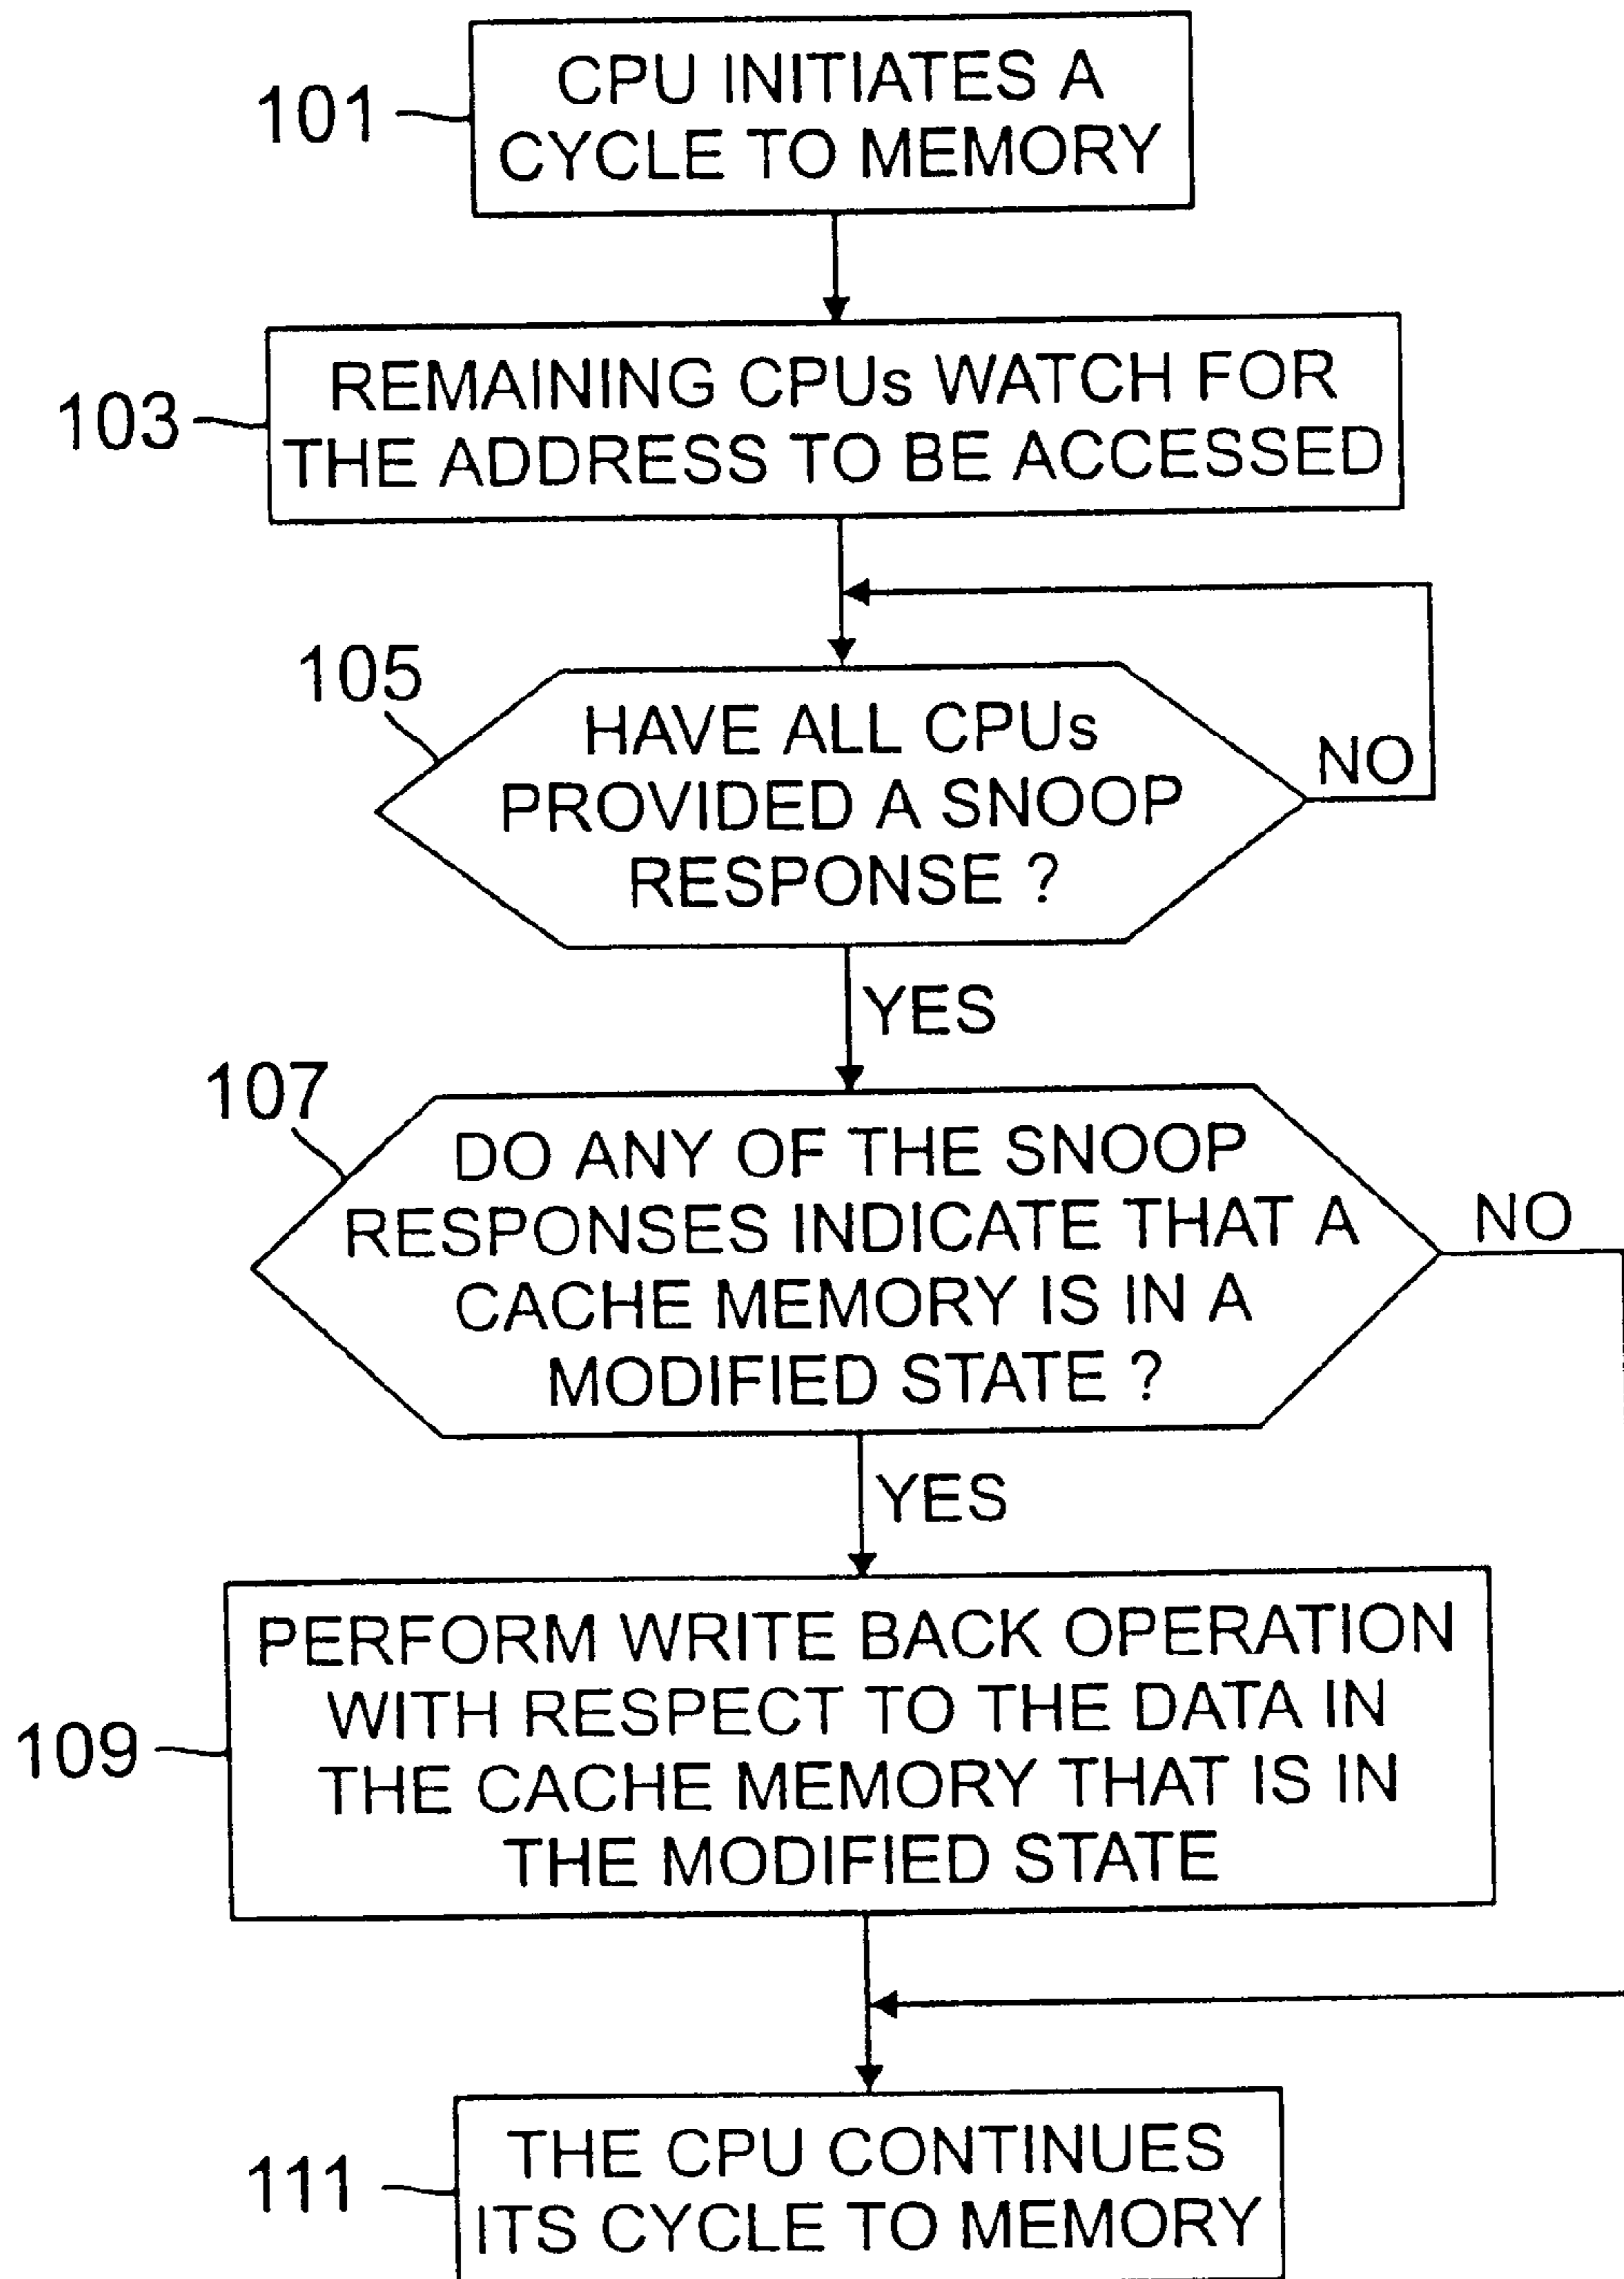 101
CPU INITIATES A
CYCLE TO MEMORY
103
REMAINING CPUs WATCH FOR
THE ADDRESS TO BE ACCESSED
105
HAVE ALL CPUs
PROVIDED A SNOOP
RESPONSE ?
NO
YES
107
DO ANY OF THE SNOOP
RESPONSES INDICATE THAT A
CACHE MEMORY IS IN A
MODIFIED STATE ?
NO
YES
109
PERFORM WRITE BACK OPERATION
WITH RESPECT TO THE DATA IN
THE CACHE MEMORY THAT IS IN
THE MODIFIED STATE
111
THE CPU CONTINUES
ITS CYCLE TO MEMORY